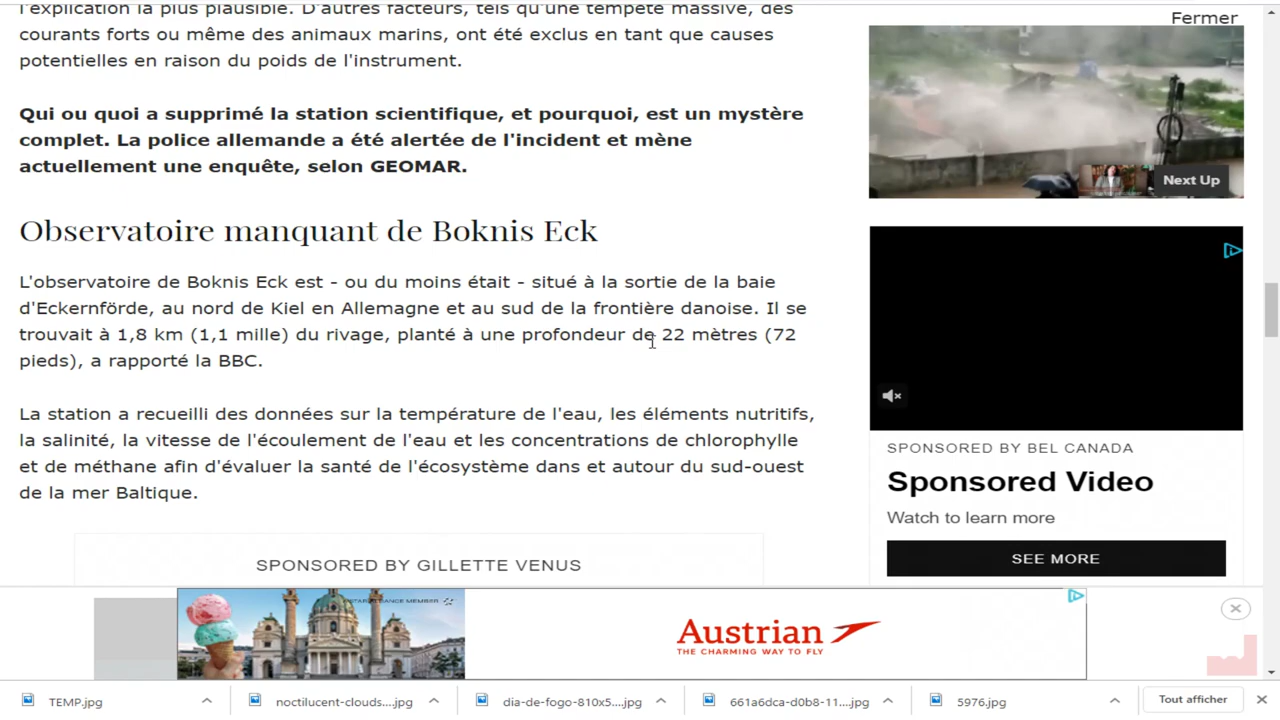 l'explication la plus plausible. D'autres facteurs, tels qu'une tempête massive, des
courants forts ou même des animaux marins, ont été exclus en tant que causes
potentielles en raison du poids de l'instrument.
Qui ou quoi a supprimé la station scientifique, et pourquoi, est un mystère
complet. La police allemande a été alertée de l'incident et mène
actuellement une enquête, selon GEOMAR.
Observatoire manquant de Boknis Eck
L'observatoire de Boknis Eck est - ou du moins était - situé à la sortie de la baie
d'Eckernförde, au nord de Kiel en Allemagne et au sud de la frontière danoise. Il se
trouvait à 1,8 km (1,1 mille) du rivage, planté à une profondeur de 22 mètres (72
pieds), a rapporté la BBC.
La station a recueilli des données sur la température de l'eau, les éléments nutritifs,
la salinité, la vitesse de l'écoulement de l'eau et les concentrations de chlorophylle
et de méthane afin d'évaluer la santé de l'écosystème dans et autour du sud-ouest
de la mer Baltique.
SPONSORED BY GILLETTE VENUS
Fermer
Next Up
SPONSORED BY BEL CANADA
Sponsored Video
Watch to learn more
SEE MORE
Austrian
THE CHARMING WAY TO FLY
TEMP.jpg
noctilucent-clouds....jpg
dia-de-fogo-810x5....jpg
661a6dca-d0b8-11....jpg
5976.jpg
Tout afficher